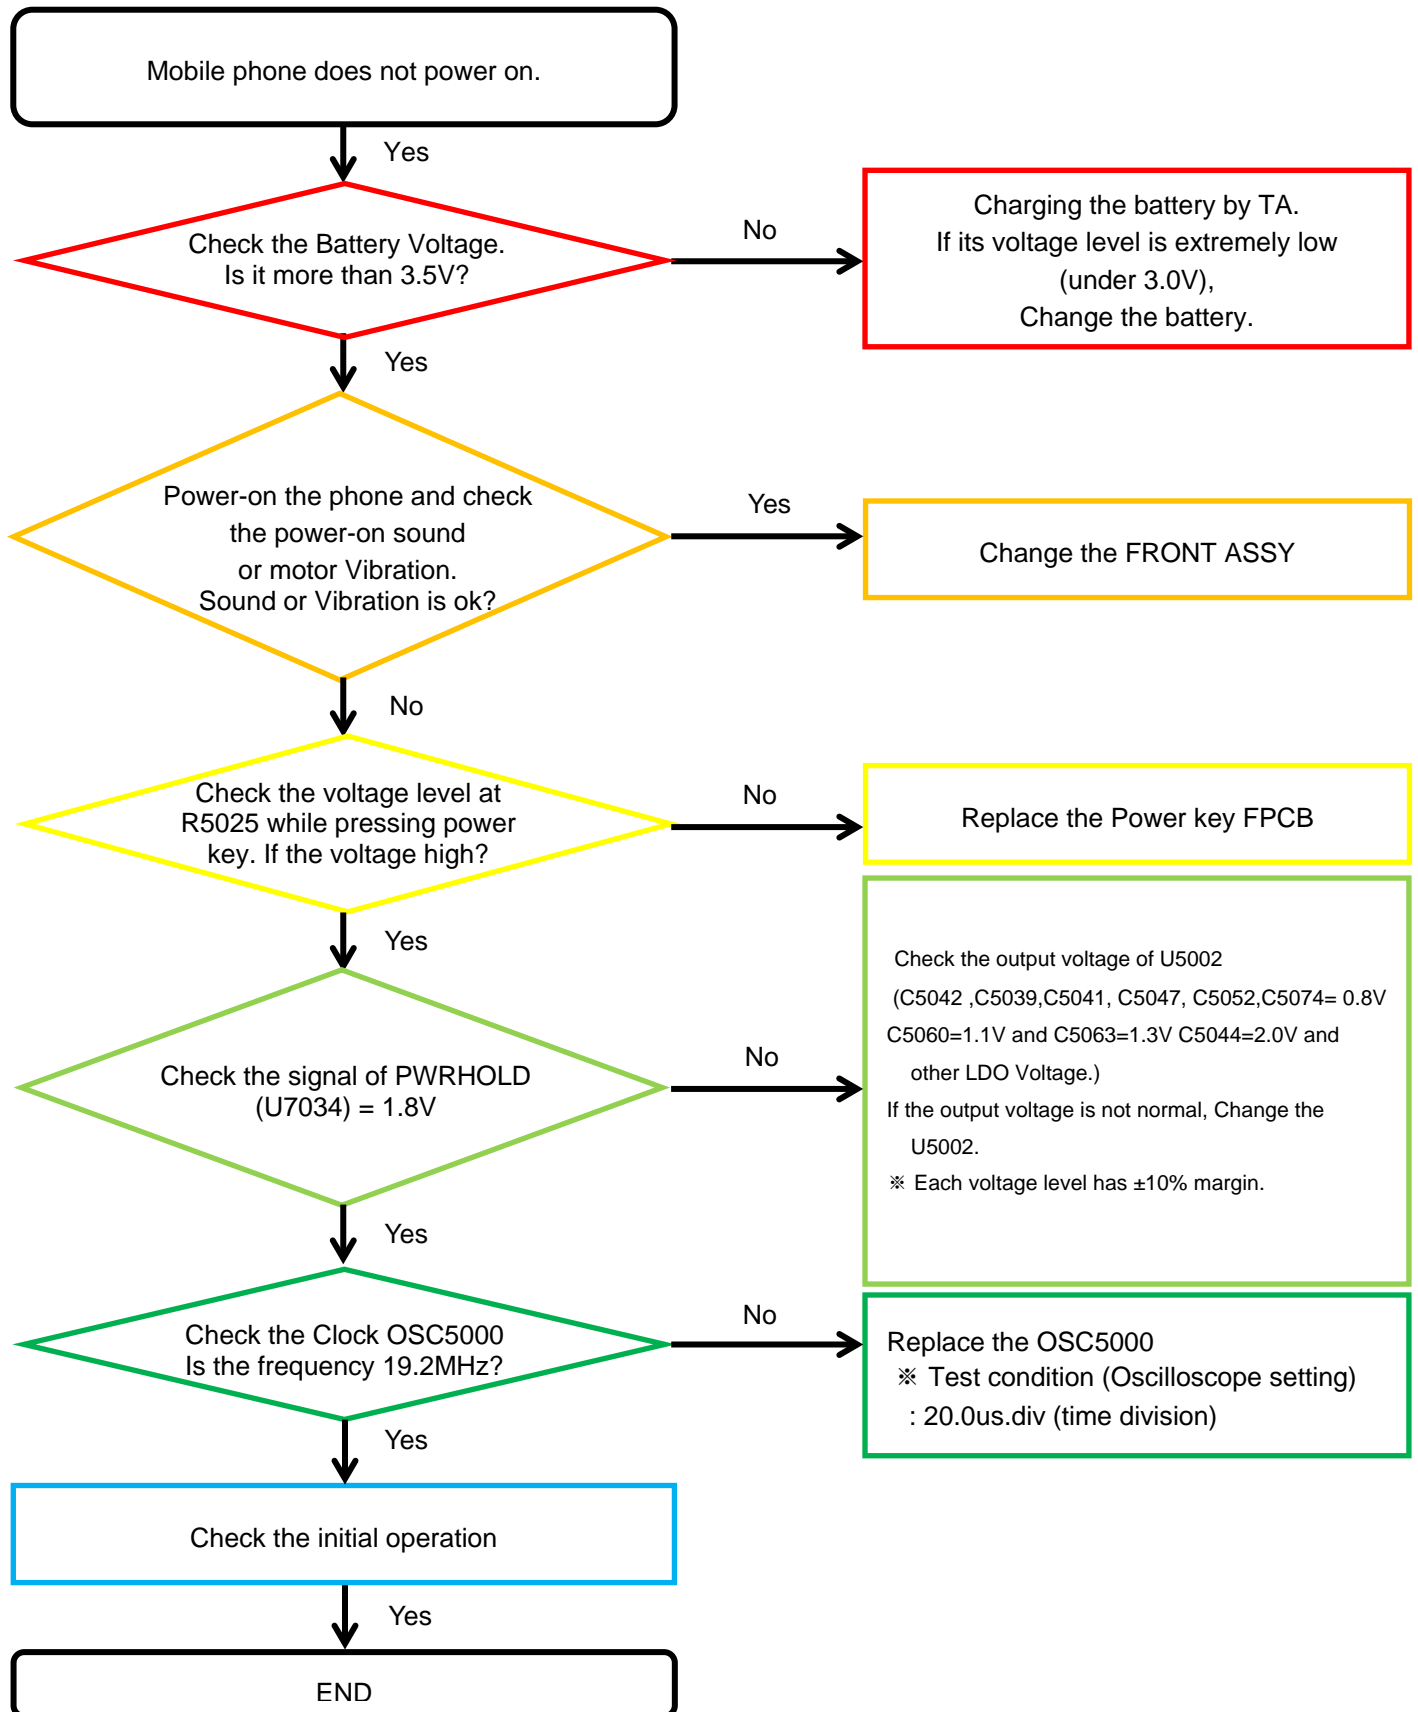 Mobile phone does not power on.
Yes
Check the Battery Voltage.
Is it more than 3.5V?
No
Charging the battery by TA.
If its voltage level is extremely low
(under 3.0V),
Change the battery.
Yes
Power-on the phone and check
the power-on sound
or motor Vibration.
Sound or Vibration is ok?
Yes
Change the FRONT ASSY
No
Check the voltage level at
R5025 while pressing power
key. If the voltage high?
No
Replace the Power key FPCB
Yes
Check the signal of PWRHOLD
(U7034) = 1.8V
No
Check the output voltage of U5002
(C5042 ,C5039,C5041, C5047, C5052,C5074= 0.8V
C5060=1.1V and C5063=1.3V C5044=2.0V and
other LDO Voltage.)
If the output voltage is not normal, Change the
U5002.
※ Each voltage level has ±10% margin.
Yes
Check the Clock OSC5000
Is the frequency 19.2MHz?
No
Replace the OSC5000
※ Test condition (Oscilloscope setting)
: 20.0us.div (time division)
Yes
Check the initial operation
Yes
END